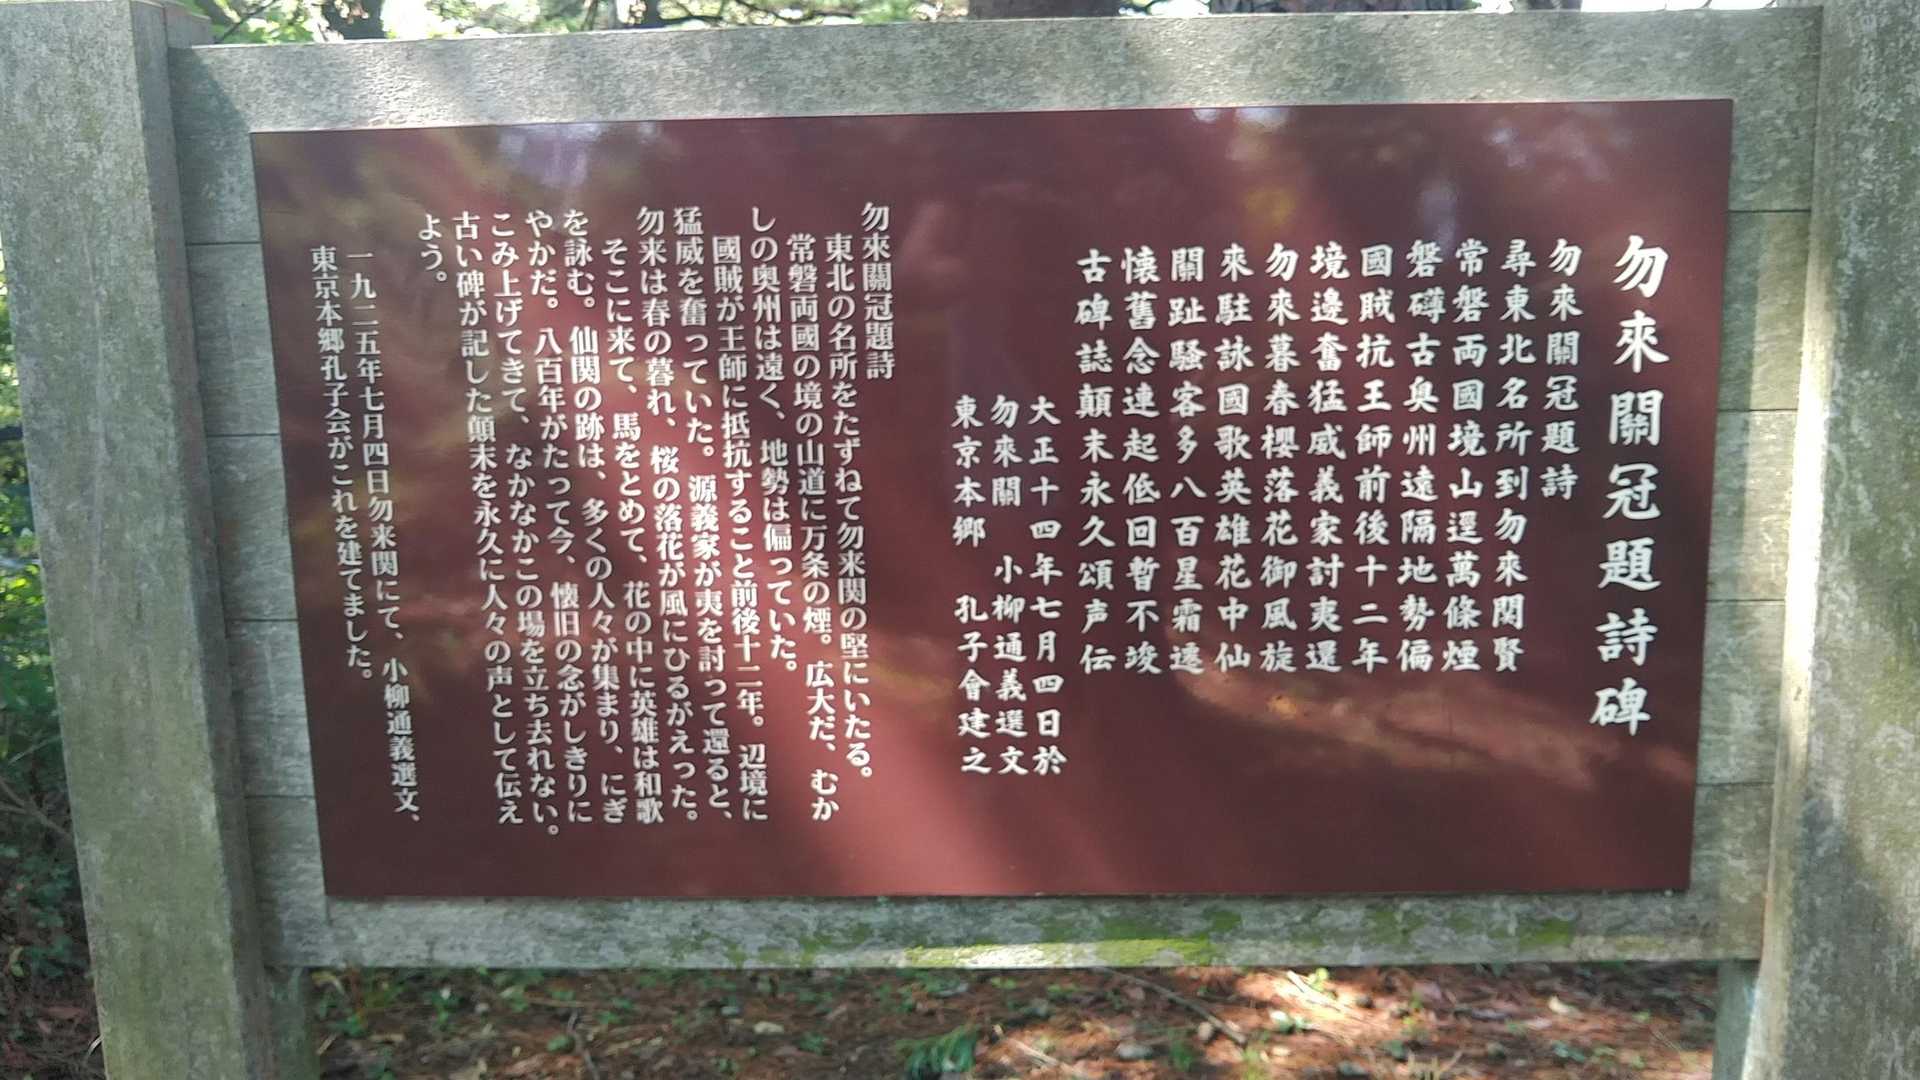 勿來關冠題詩碑
勿來關冠題詩
尋東北名所到勿來関賢
常磐両國境山逕萬條煙
磐礴古奥州遠隔地勢偏
國賊抗王師前後十二年
境邊奮猛威義家討夷還
勿來暮春櫻落花御風旋
來駐詠國歌英雄花中仙
關趾騒客多八百星霜遷
懐舊念連起低回暫不竣
古碑誌顛末永久頌声伝
大正十四年七月四日於
勿來關 小柳通義選文
東京本郷 孔子會建之
勿來關冠題詩
東北の名所をたずねて勿来関の堅にいたる。
常磐両國の境の山道に万条の煙。広大だ、むか
しの奥州は遠く、地勢は偏っていた。
國賊が王師に抵抗すること前後十二年。辺境に
猛威を奮っていた。源義家が夷を討って還ると、
勿来は春の暮れ、桜の落花が風にひるがえった。
そこに来て、馬をとめて、花の中に英雄は和歌
を詠む。仙関の跡は、多くの人々が集まり、にぎ
やかだ。八百年がたって今、懐旧の念がしきりに
こみ上げてきて、なかなかこの場を立ち去れない。
古い碑が記した顛末を永久に人々の声として伝え
よう。
一九二五年七月四日勿来関にて、小柳通義選文、
東京本郷孔子会がこれを建てました。